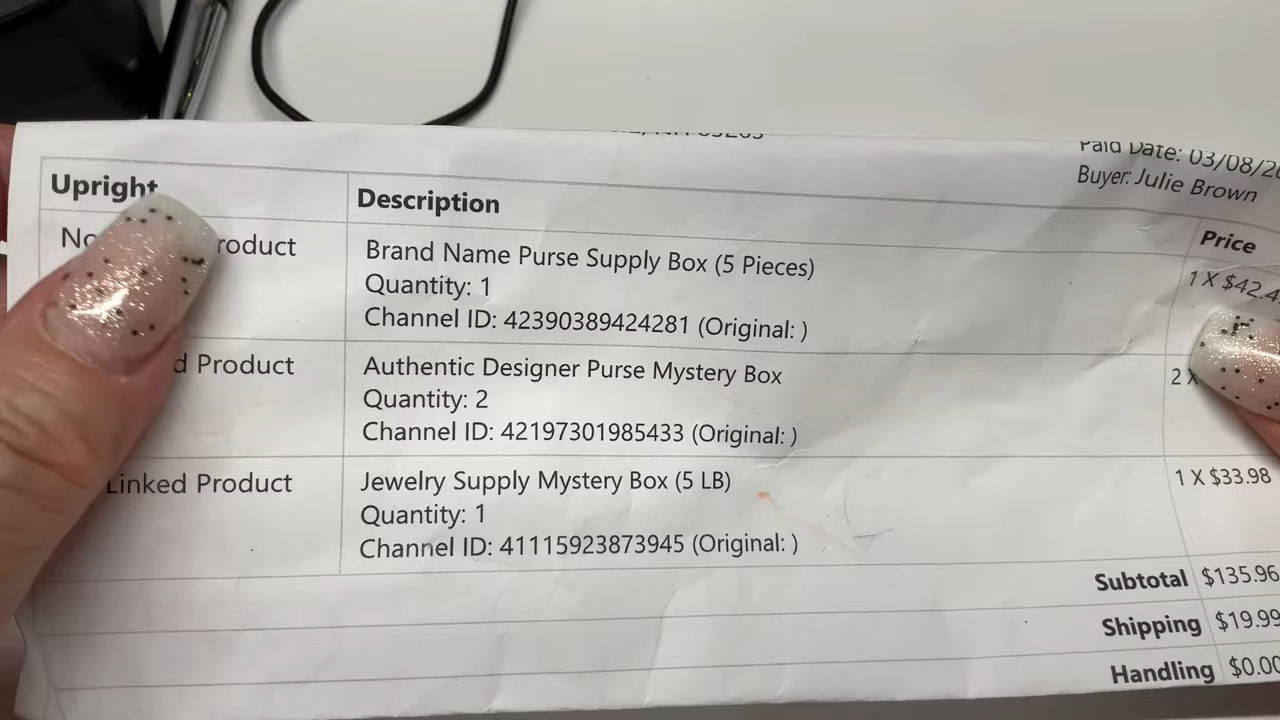 Paid Date: 03/08/20
Buyer: Julie Brown
Upright Description Price
No roduct Brand Name Purse Supply Box (5 Pieces) 1 X $42.4
Quantity: 1
Channel ID: 42390389424281 (Original: )
d Product Authentic Designer Purse Mystery Box 2 X
Quantity: 2
Channel ID: 42197301985433 (Original: )
Linked Product Jewelry Supply Mystery Box (5 LB) 1 X $33.98
Quantity: 1
Channel ID: 41115923873945 (Original: )
Subtotal $135.96
Shipping $19.99
Handling $0.00